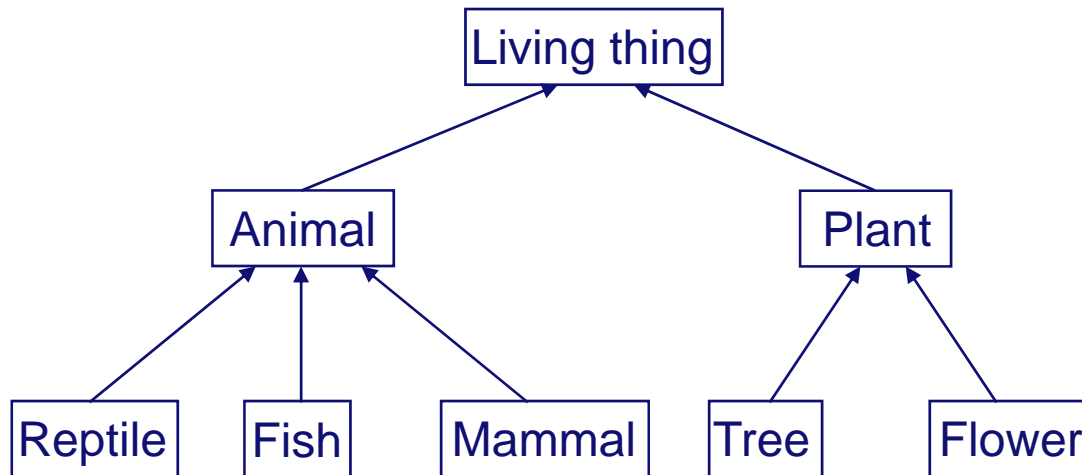 Living thing
Animal
Plant
Reptile
Fish
Mammal
Tree
Flower